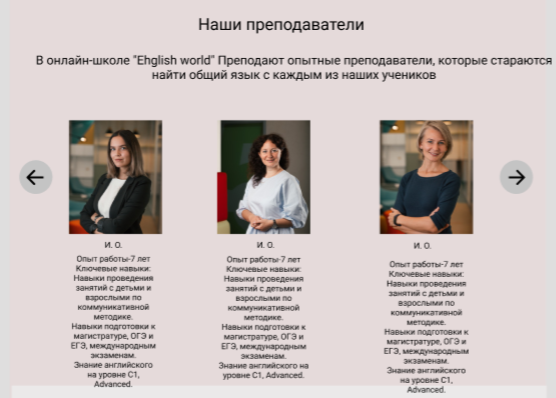 Наши преподаватели
В онлайн-школе "Ehglish world" Преподают опытные преподаватели, которые стараются
найти общий язык с каждым из наших учеников
И. О.
Опыт работы-7 лет
Ключевые навыки:
Навыки проведения
занятий с детьми и
взрослыми по
коммуникативной
методике.
Навыки подготовки к
магистратуре, ОГЭ и
ЕГЭ, международным
экзаменам.
Знание английского
на уровне С1,
Advanced.
И. О.
Опыт работы-7 лет
Ключевые навыки:
Навыки проведения
занятий с детьми и
взрослыми по
коммуникативной
методике.
Навыки подготовки к
магистратуре, ОГЭ и
ЕГЭ, международным
экзаменам.
Знание английского на
уровне С1, Advanced.
И. О.
Опыт работы-7 лет
Ключевые навыки:
Навыки проведения
занятий с детьми и
взрослыми по
коммуникативной
методике.
Навыки подготовки к
магистратуре, ОГЭ и
ЕГЭ, международным
экзаменам.
Знание английского
на уровне С1,
Advanced.